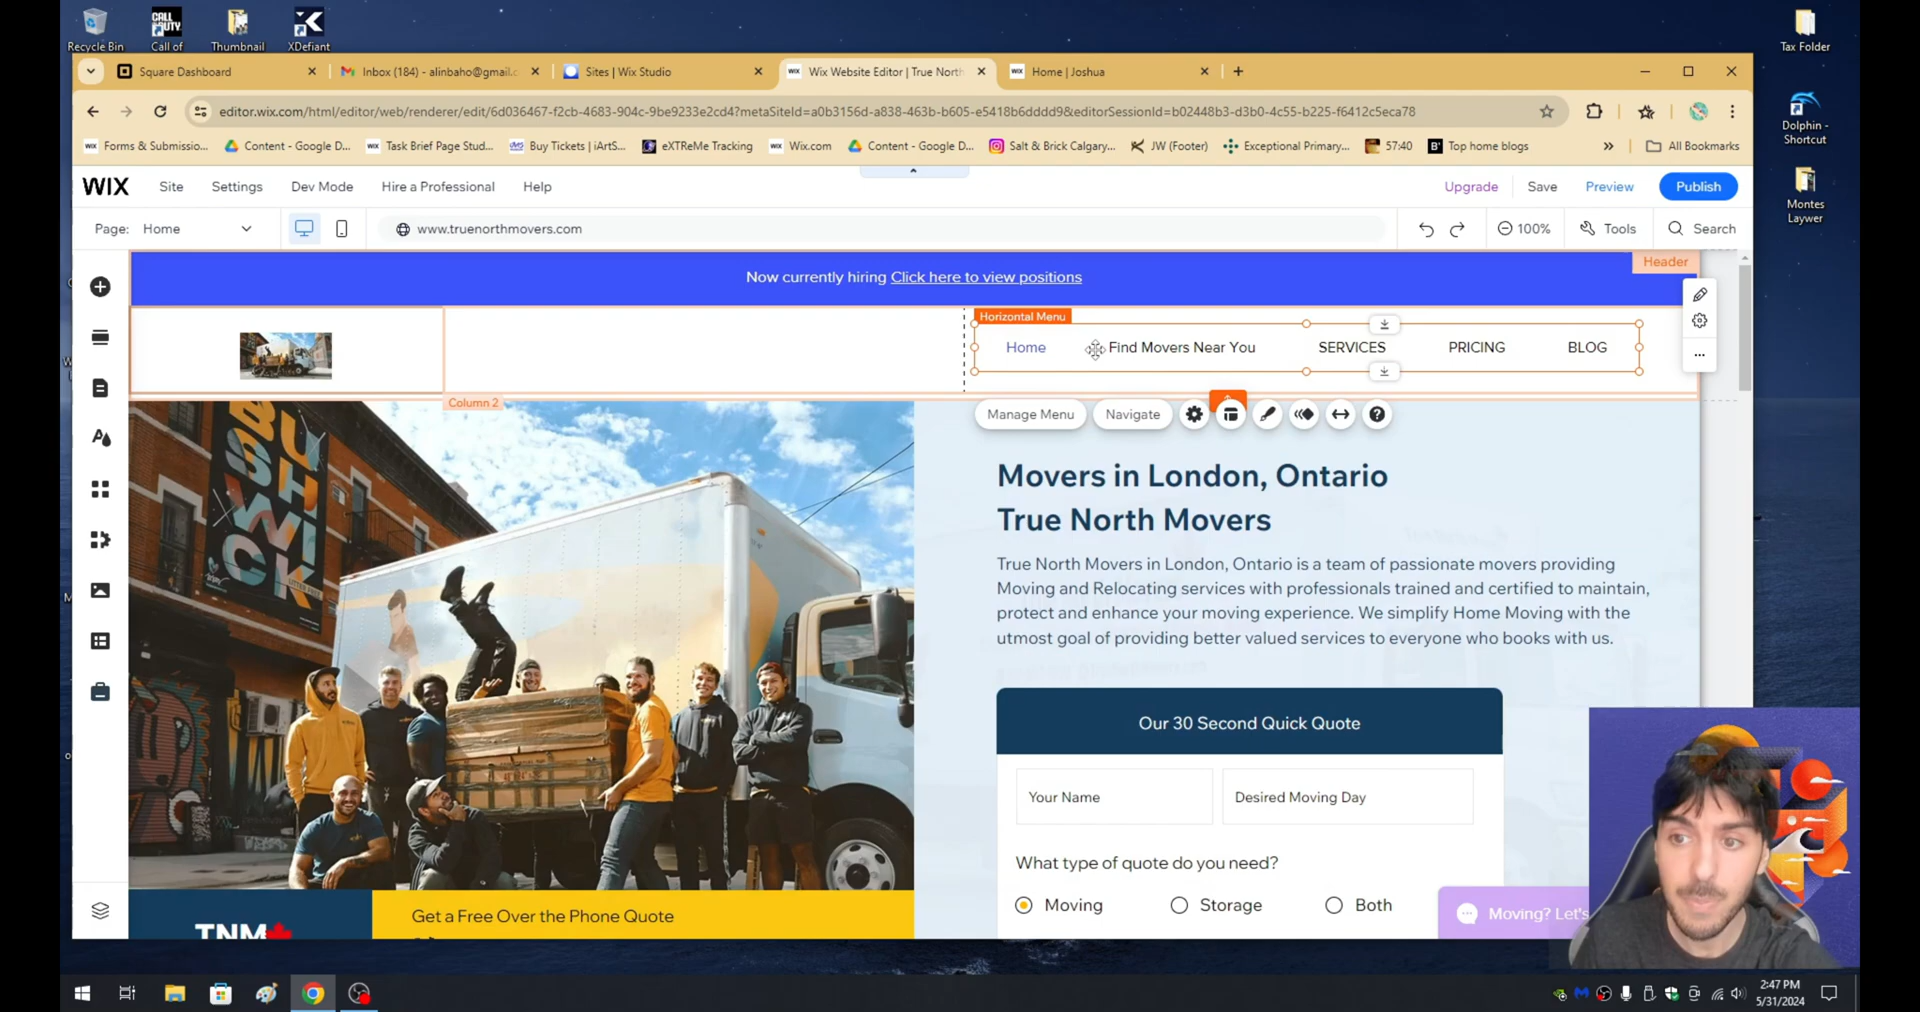 Recycle Bin
Call of
Thumbnail
XDefiant
Tax Folder
Dolphin -
Shortcut
Montes
Laywer
Square Dashboard
Inbox (184) - alinbaho@gmail.c
Sites | Wix Studio
Wix Website Editor | True North
Home | Joshua
editor.wix.com/html/editor/web/renderer/edit/6d036467-f2cb-4683-904c-9be9233e2cd4?metaSiteId=a0b3156d-a838-463b-b605-e5418b6dddd9&editorSessionId=b02448b3-d3b0-4c55-b225-f6412c5eca78
Forms & Submissio...
Content - Google D...
Task Brief Page Stud...
Buy Tickets | iArtS...
eXTReMe Tracking
Wix.com
Content - Google D...
Salt & Brick Calgary...
JW (Footer)
Exceptional Primary...
57:40
Top home blogs
All Bookmarks
WIX
Site
Settings
Dev Mode
Hire a Professional
Help
Upgrade
Save
Preview
Publish
Page: Home
www.truenorthmovers.com
100%
Tools
Search
Now currently hiring Click here to view positions
Header
Horizontal Menu
Home
Find Movers Near You
SERVICES
PRICING
BLOG
Column 2
Manage Menu
Navigate
BUSHWICK
Movers in London, Ontario
True North Movers
True North Movers in London, Ontario is a team of passionate movers providing
Moving and Relocating services with professionals trained and certified to maintain,
protect and enhance your moving experience. We simplify Home Moving with the
utmost goal of providing better valued services to everyone who books with us.
Our 30 Second Quick Quote
Your Name
Desired Moving Day
What type of quote do you need?
Moving
Storage
Both
TNM
Get a Free Over the Phone Quote
Moving? Let's
2:47 PM
5/31/2024